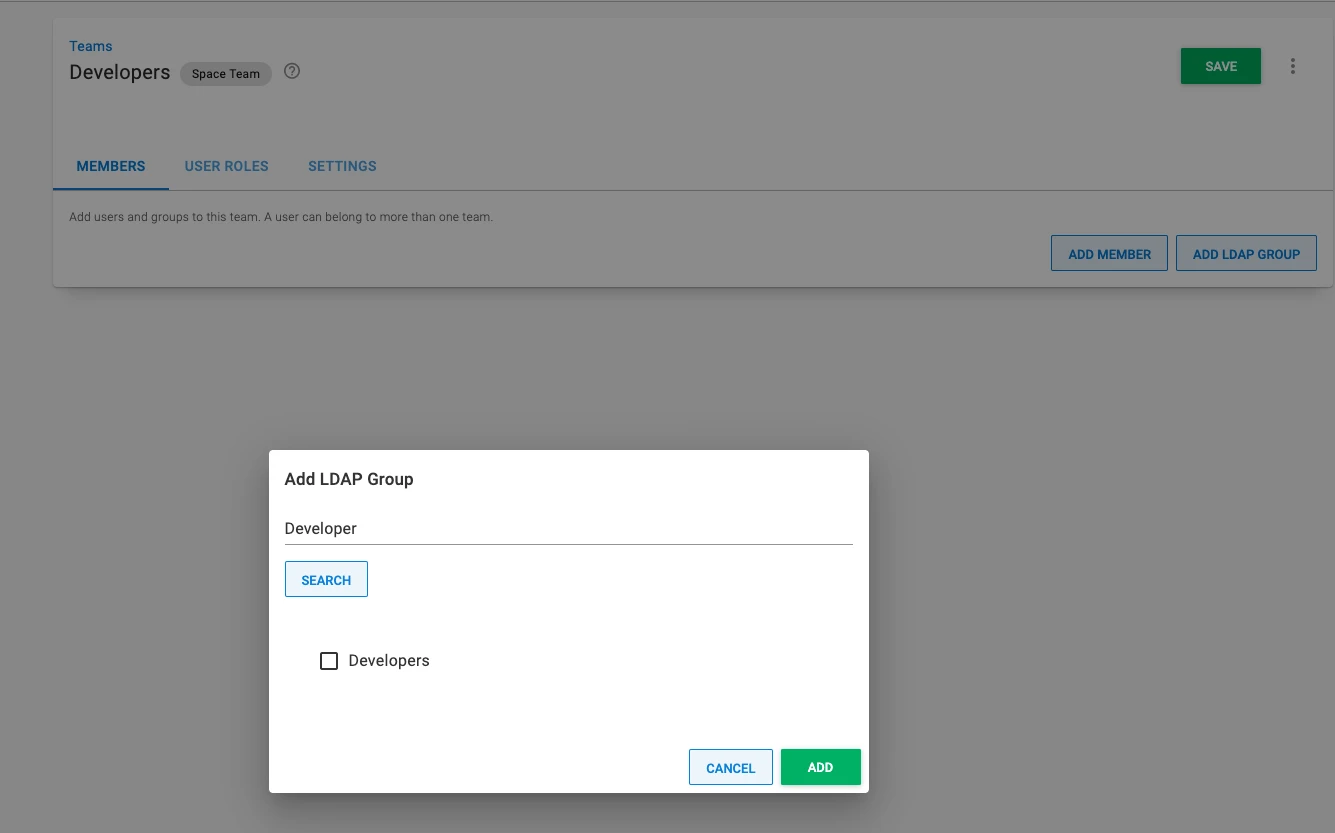 Teams
Developers Space Team ?
SAVE
MEMBERS USER ROLES SETTINGS
Add users and groups to this team. A user can belong to more than one team.
ADD MEMBER ADD LDAP GROUP
Add LDAP Group
Developer
SEARCH
Developers
CANCEL ADD